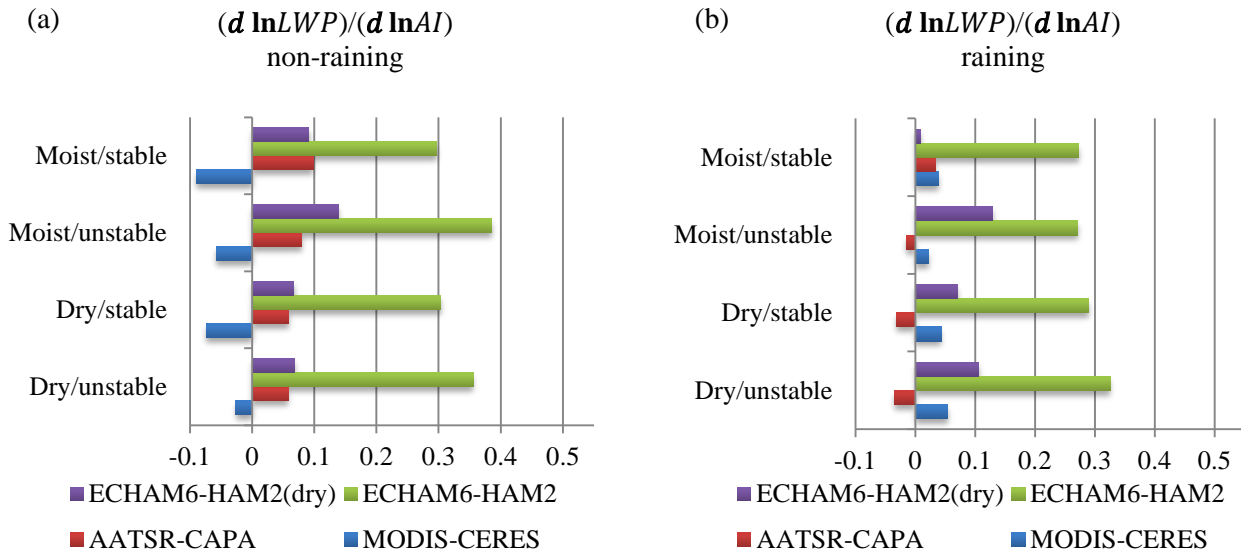 (a)
(d lnLWP)/(d lnAI)
non-raining
Moist/stable
Moist/unstable
Dry/stable
Dry/unstable
-0.1 0 0.1 0.2 0.3 0.4 0.5
ECHAM6-HAM2(dry) ECHAM6-HAM2
AATSR-CAPA MODIS-CERES
(b)
(d lnLWP)/(d lnAI)
raining
Moist/stable
Moist/unstable
Dry/stable
Dry/unstable
-0.1 0 0.1 0.2 0.3 0.4 0.5
ECHAM6-HAM2(dry) ECHAM6-HAM2
AATSR-CAPA MODIS-CERES